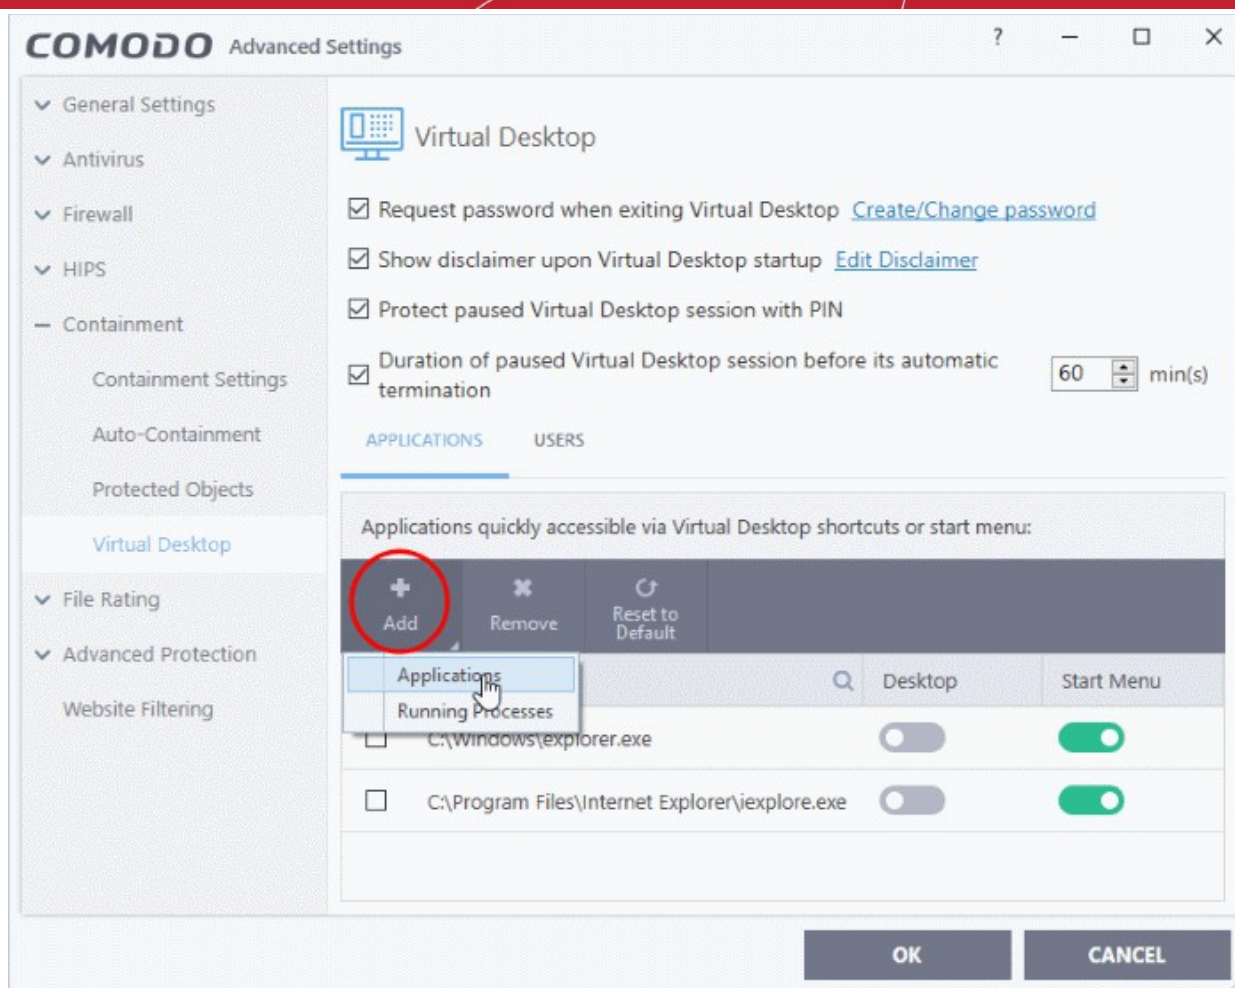 COMODO Advanced Settings ?
General Settings
Antivirus
Firewall
HIPS
Containment
Containment Settings
Auto-Containment
Protected Objects
Virtual Desktop
File Rating
Advanced Protection
Website Filtering
Virtual Desktop
Request password when exiting Virtual Desktop Create/Change password
Show disclaimer upon Virtual Desktop startup Edit Disclaimer
Protect paused Virtual Desktop session with PIN
Duration of paused Virtual Desktop session before its automatic
termination
60 min(s)
APPLICATIONS USERS
Applications quickly accessible via Virtual Desktop shortcuts or start menu:
Add
Remove
Reset to
Default
Applications
Running Processes
Desktop Start Menu
C:\Windows\explorer.exe
C:\Program Files\Internet Explorer\iexplore.exe
OK CANCEL